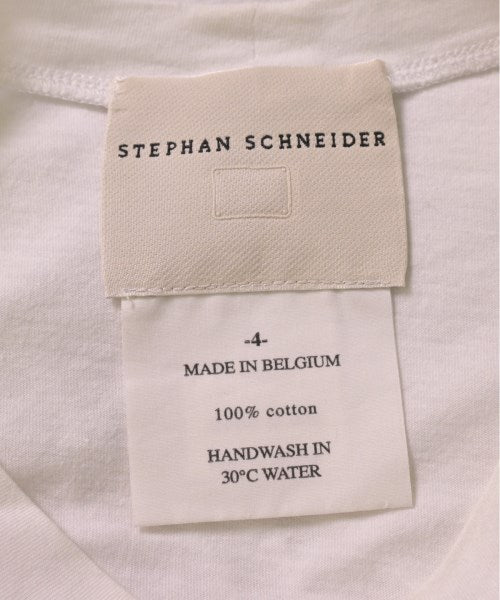 STEPHAN SCHNEIDER
-4-
MADE IN BELGIUM
100% cotton
HANDWASH IN
30°C WATER